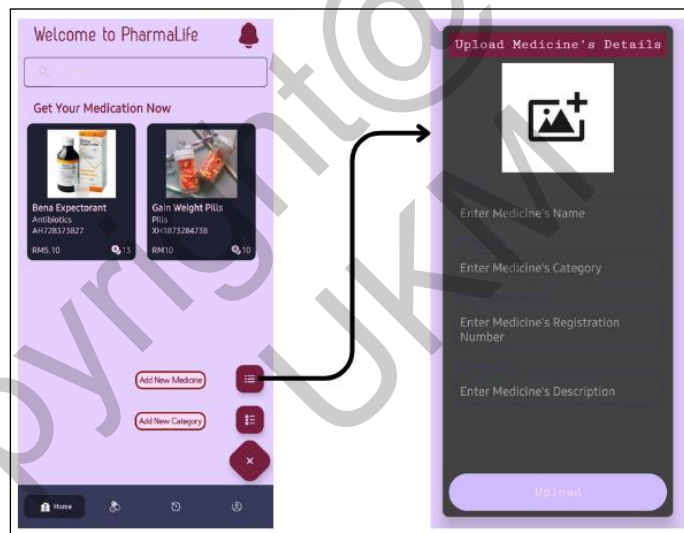 Welcome to PharmaLife
Get Your Medication Now
Bena Expectorant
Antibiotics
AH728373827
RM5.10
13
Gain Weight Pills
Pills
XH1873284738
RM10
10
Add New Medicine
Add New Category
Home
Upload Medicine's Details
Enter Medicine's Name
Enter Medicine's Category
Enter Medicine's Registration
Number
Enter Medicine's Description
Upload
UKM